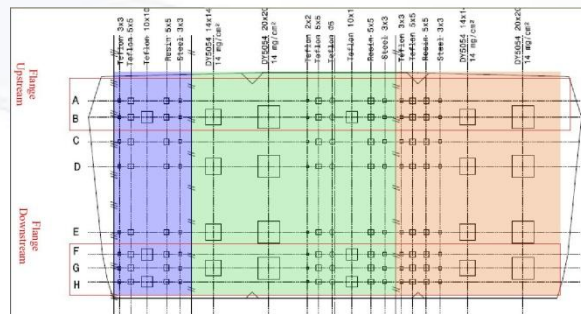 Teflon 3x3
Teflon 5x5
Teflon 10x10
Resin 5x5
Steel 3x3
DY5054 14x14
14 mg/cm²
DY5054 20x20
14 mg/cm²
Teflon 2x2
Teflon 5x5
Teflon d5
Teflon 10x1
Resin 5x5
Steel 3x3
Teflon 3x3
Teflon 5x5
Resin 5x5
Steel 3x3
DY5054 14x1
14 mg/cm²
DY5054 20x20
14 mg/cm²
Flange
Upstream
A
B
C
D
E
Flange
Downstream
F
G
H